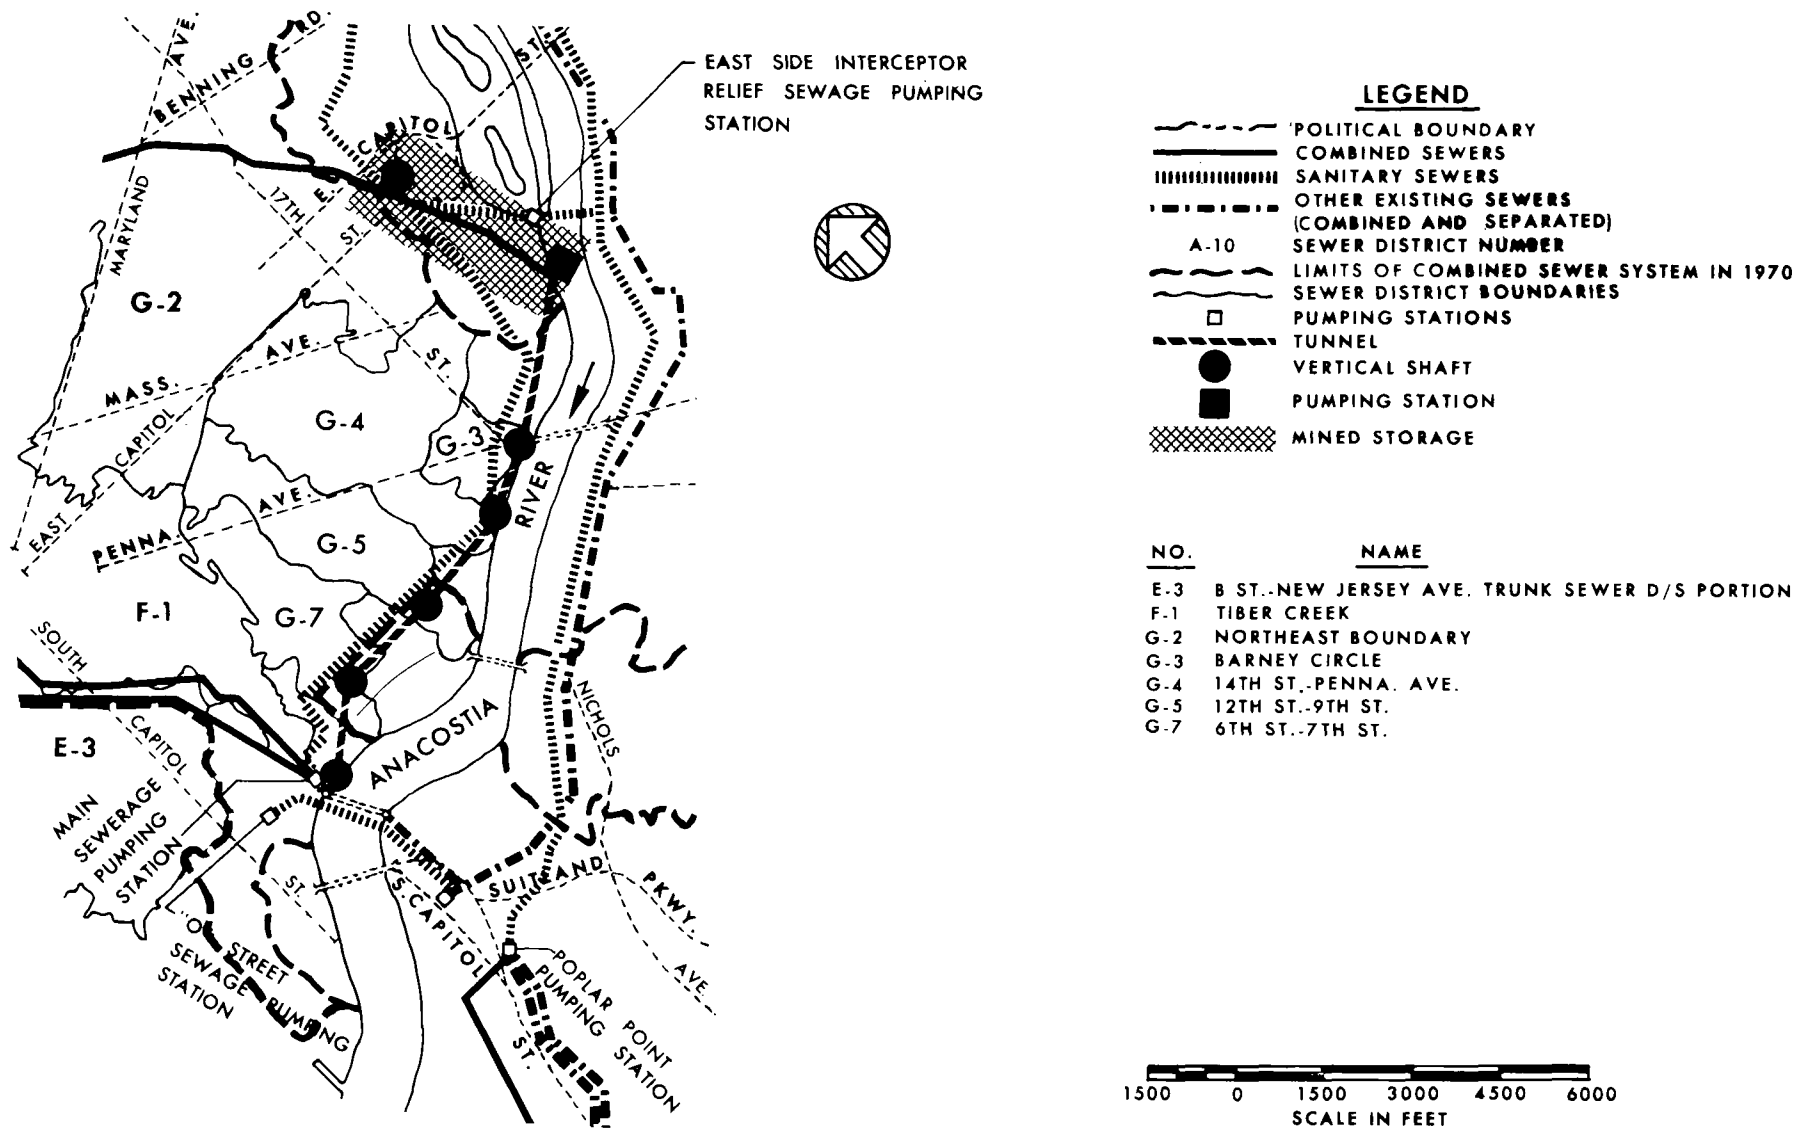 AVE.
BENNING RD.
EAST SIDE INTERCEPTOR
RELIEF SEWAGE PUMPING
STATION
E. CAPITOL ST.
17TH
ST.
MARYLAND
G-2
MASS. AVE.
ST.
EAST CAPITOL
G-4
G-3
PENNA. AVE.
RIVER
G-5
F-1
G-7
SOUTH
CAPITOL
ST.
E-3
ANACOSTIA
NICHOLS
AVE.
MAIN
SEWERAGE
PUMPING
STATION
SUITLAND
PKWY.
S. CAPITOL
ST.
"O"
STREET
SEWAGE PUMPING
STATION
POPLAR POINT
PUMPING STATION
LEGEND
POLITICAL BOUNDARY
COMBINED SEWERS
SANITARY SEWERS
OTHER EXISTING SEWERS
(COMBINED AND SEPARATED)
A-10 SEWER DISTRICT NUMBER
LIMITS OF COMBINED SEWER SYSTEM IN 1970
SEWER DISTRICT BOUNDARIES
PUMPING STATIONS
TUNNEL
VERTICAL SHAFT
PUMPING STATION
MINED STORAGE
NO. NAME
E-3 B ST.-NEW JERSEY AVE. TRUNK SEWER D/S PORTION
F-1 TIBER CREEK
G-2 NORTHEAST BOUNDARY
G-3 BARNEY CIRCLE
G-4 14TH ST.-PENNA. AVE.
G-5 12TH ST.-9TH ST.
G-7 6TH ST.-7TH ST.
1500 0 1500 3000 4500 6000
SCALE IN FEET